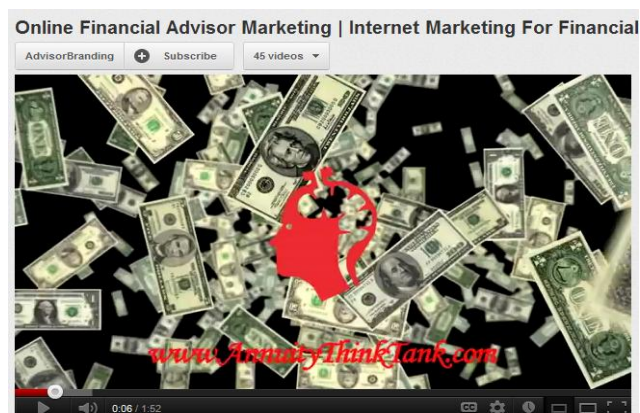 Online Financial Advisor Marketing | Internet Marketing For Financial
AdvisorBranding
Subscribe
45 videos
www.AnnuityThinkTank.com
0:06 / 1:52
CC